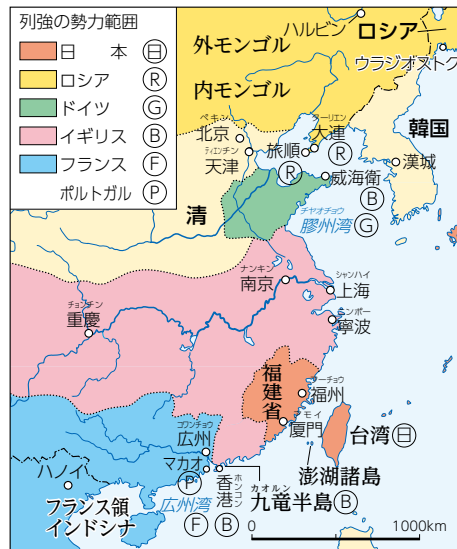 列強の勢力範囲
日 本 日
ロシア R
ドイツ G
イギリス B
フランス F
ポルトガル P
ハルビン
ロシア
外モンゴル
ウラジオストク
内モンゴル
ペキン
北京
ターリエン
大連
R
韓国
ティエンチン
天津
旅順
R
漢城
威海衛
B
清
チャオチョウ
膠州湾 G
ナンキン
南京
シャンハイ
上海
チョンチン
重慶
ニンポー
寧波
福建省
フーチョウ
福州
アモイ
厦門
台湾 日
コワンチョウ
広州
マカオ
P
ホンコン
香港
澎湖諸島
カオルン
九竜半島 B
ハノイ
広州湾
F
B
フランス領
インドシナ
0 1000km